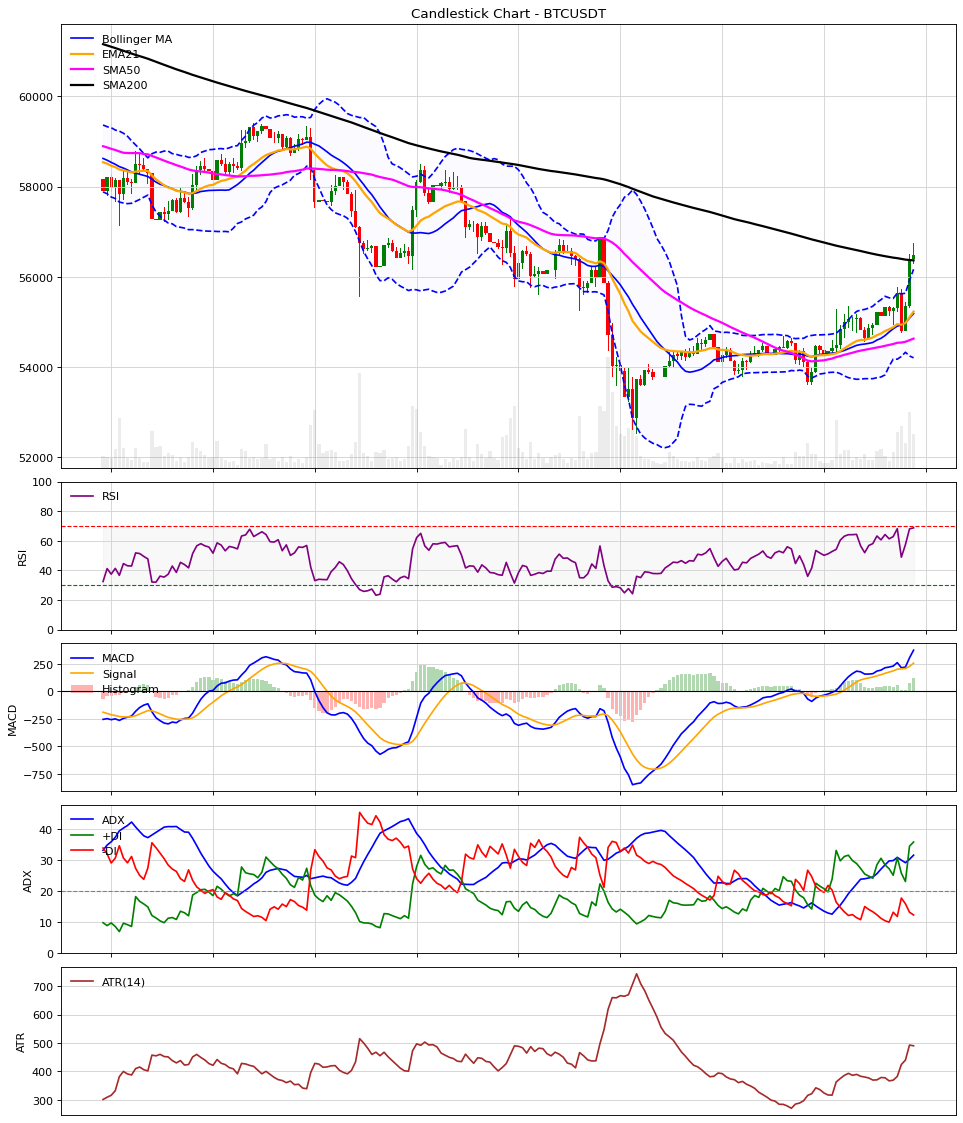 Candlestick Chart - BTCUSDT
Bollinger MA
EMA21
SMA50
SMA200
60000
58000
56000
54000
52000
RSI
RSI
100
80
60
40
20
0
MACD
Signal
Histogram
MACD
250
0
−250
−500
−750
ADX
+DI
-DI
ADX
40
30
20
10
0
ATR(14)
ATR
700
600
500
400
300